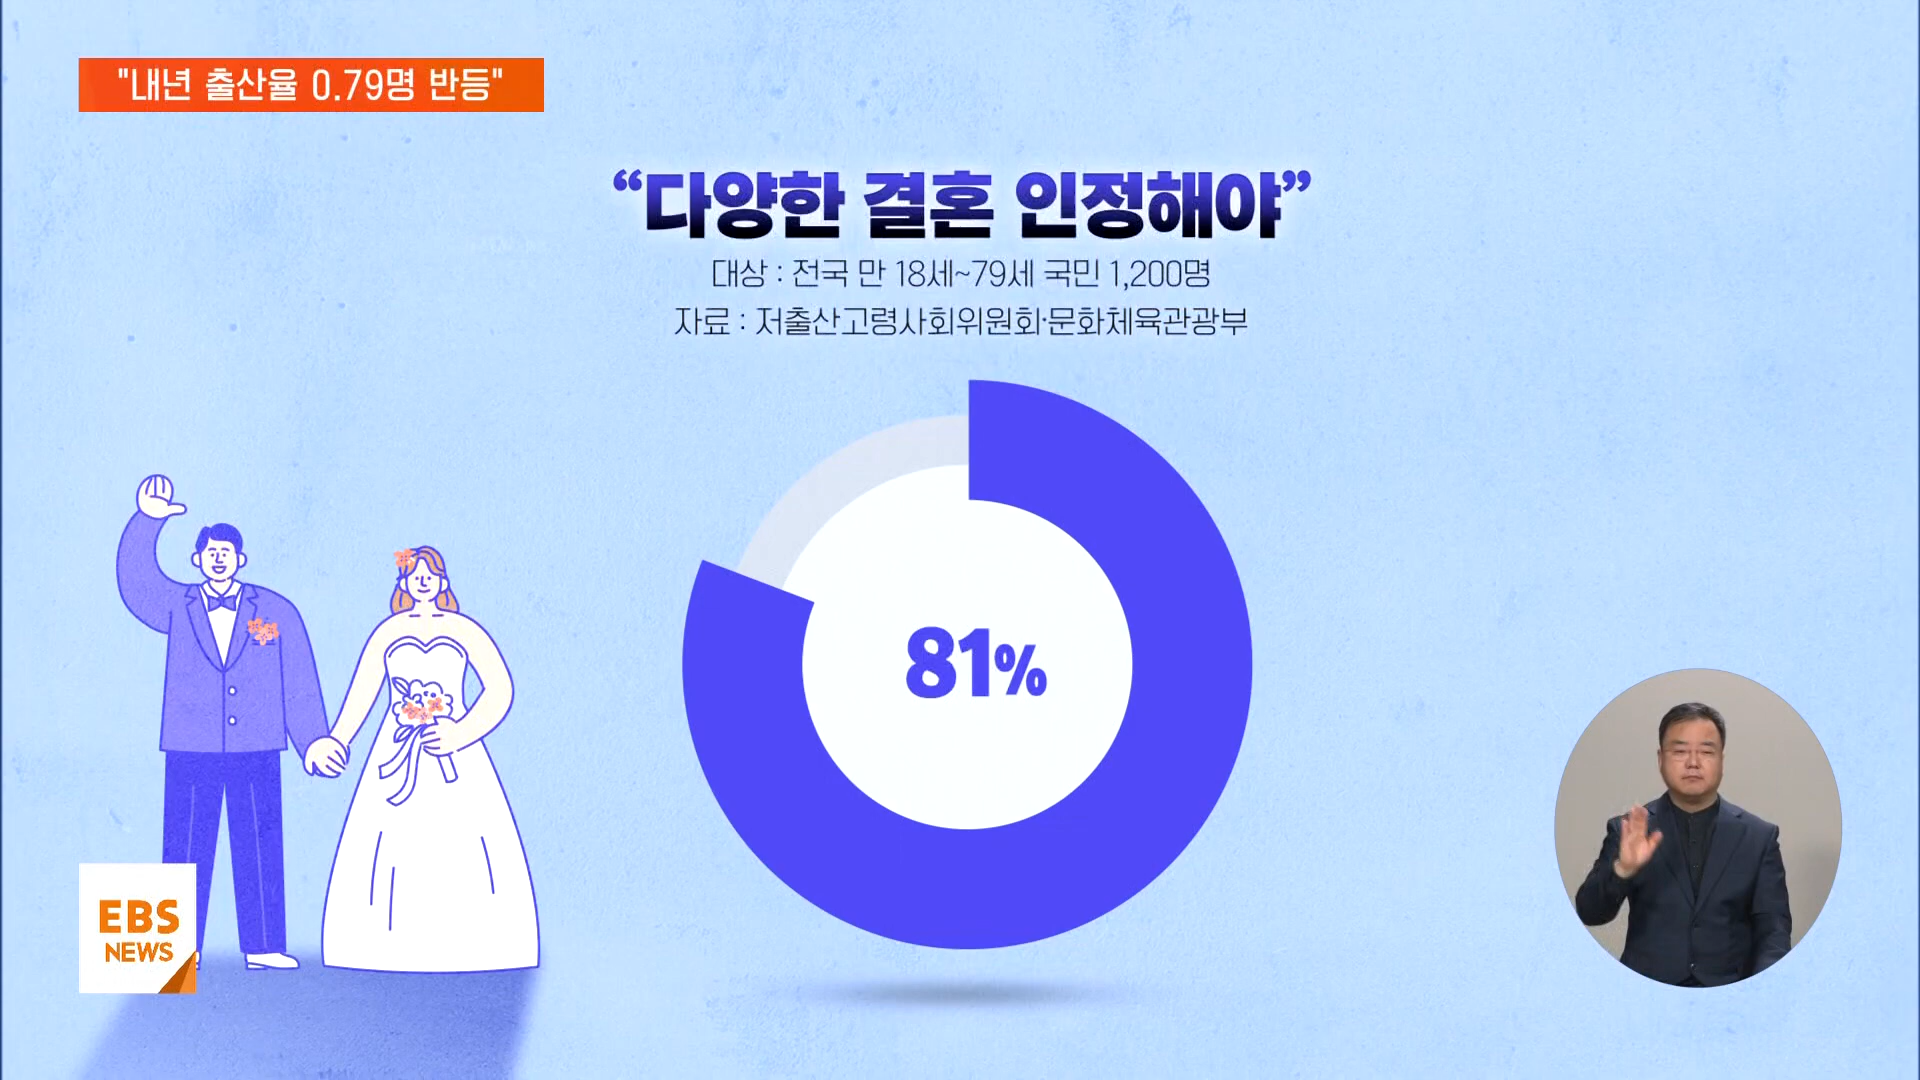 "내년 출산율 0.79명 반등"
“다양한 결혼 인정해야”
대상 : 전국 만 18세~79세 국민 1,200명
자료 : 저출산고령사회위원회·문화체육관광부
81%
EBS
NEWS